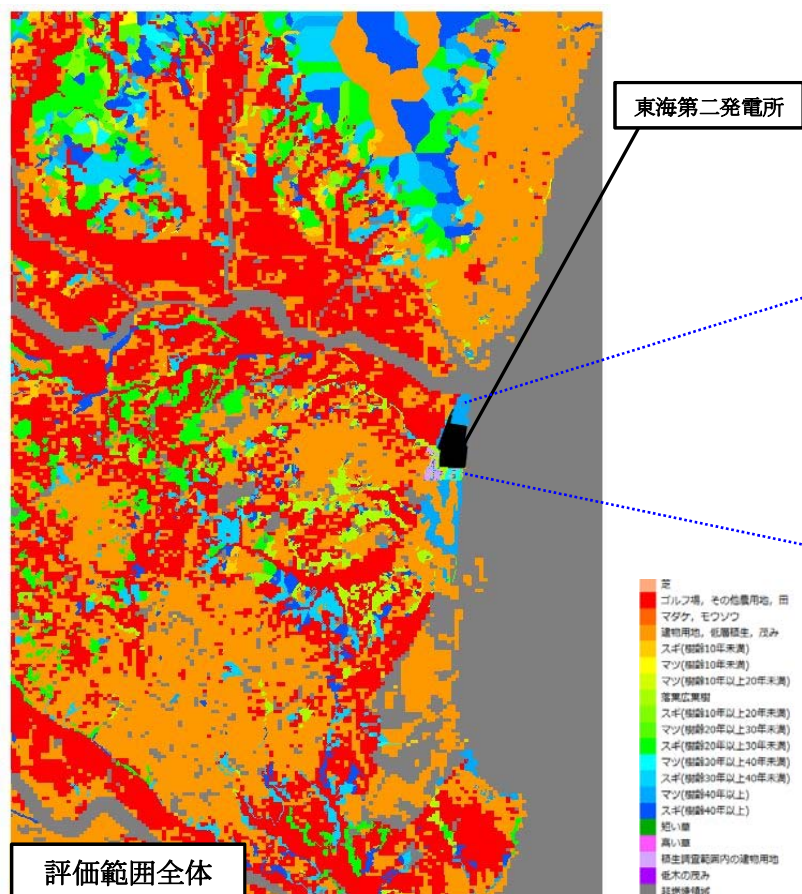 東海第二発電所
芝
ゴルフ場，その他農用地，田
マダケ，モウソウ
建物用地，低層植生，茂み
スギ(樹齢10年未満)
マツ(樹齢10年未満)
マツ(樹齢10年以上20年未満)
落葉広葉樹
スギ(樹齢10年以上20年未満)
マツ(樹齢20年以上30年未満)
スギ(樹齢20年以上30年未満)
マツ(樹齢30年以上40年未満)
スギ(樹齢30年以上40年未満)
マツ(樹齢40年以上)
スギ(樹齢40年以上)
短い草
高い草
植生調査範囲内の建物用地
低木の茂み
非燃焼領域
評価範囲全体